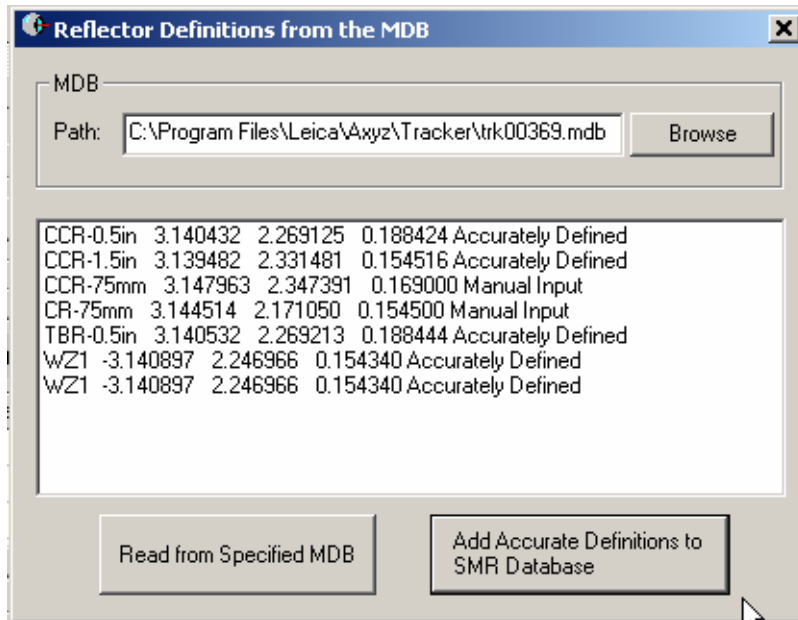 Reflector Definitions from the MDB
MDB
Path: C:\Program Files\Leica\Axyz\Tracker\trk00369.mdb Browse
CCR-0.5in 3.140432 2.269125 0.188424 Accurately Defined
CCR-1.5in 3.139482 2.331481 0.154516 Accurately Defined
CCR-75mm 3.147963 2.347391 0.169000 Manual Input
CR-75mm 3.144514 2.171050 0.154500 Manual Input
TBR-0.5in 3.140532 2.269213 0.188444 Accurately Defined
WZ1 -3.140897 2.246966 0.154340 Accurately Defined
WZ1 -3.140897 2.246966 0.154340 Accurately Defined
Read from Specified MDB
Add Accurate Definitions to
SMR Database